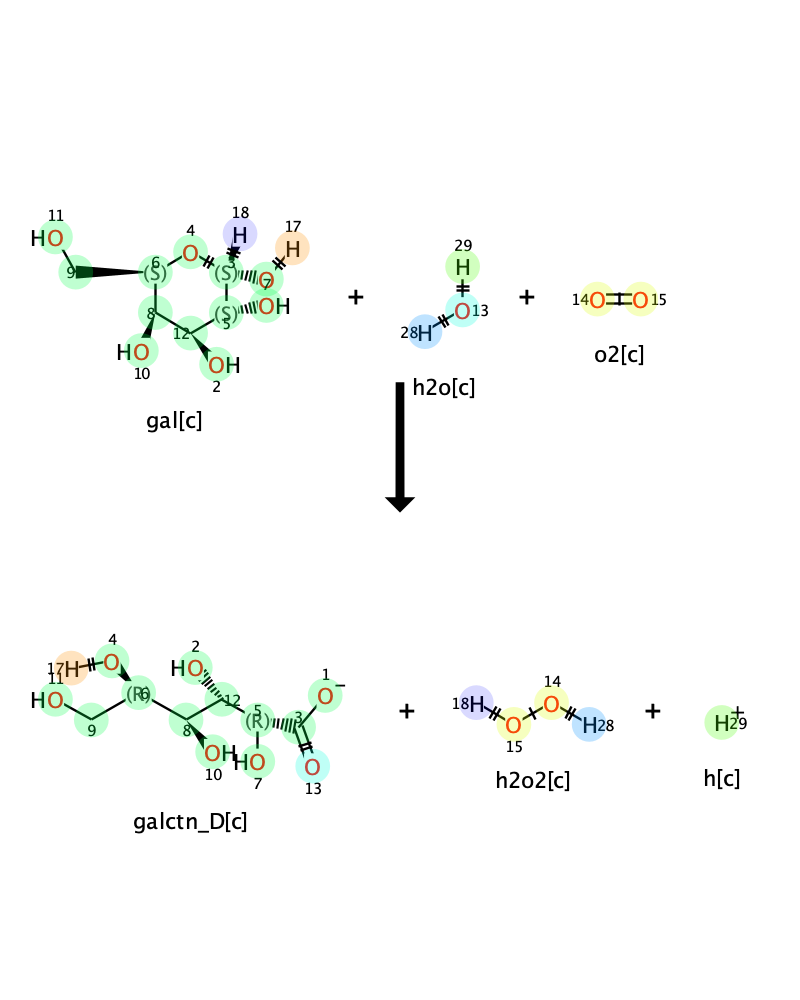 11
18
17
4
29
HO
H
H
6
O
3
H
9
(S)
(S)
O
7
+
+
8
(S)
OH
5
O
13
14
O
O
15
12
28
H
HO
10
OH
2
o2[c]
h2o[c]
gal[c]
4
2
1
17
H
O
HO
O
−
11
HO
(R)
6
12
5
18
H
14
O
9
8
(R)
3
+
O
15
H
28
+
H
+
29
OH
10
HO
7
O
13
h2o2[c]
h[c]
galctn_D[c]